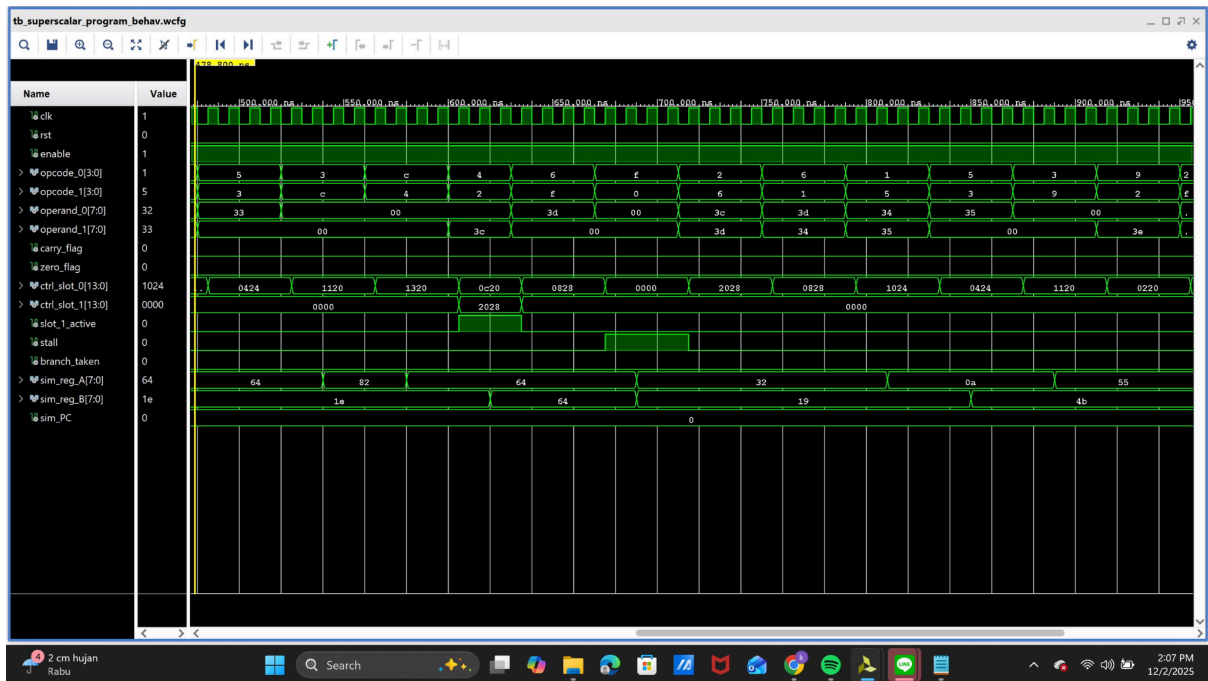 tb_superscalar_program_behav.wcfg
478.800 ns
Name Value
500.000 ns 550.000 ns 600.000 ns 650.000 ns 700.000 ns 750.000 ns 800.000 ns 850.000 ns 900.000 ns 95
clk 1
rst 0
enable 1
opcode_0[3:0] 1 5 3 c 4 6 f 2 6 1 5 3 9 2
opcode_1[3:0] 5 3 c 4 2 f 0 6 1 5 3 9 2 f
operand_0[7:0] 32 33 00 3d 00 3c 3d 34 35 00 .
operand_1[7:0] 33 00 3c 00 3d 34 35 00 3e .
carry_flag 0
zero_flag 0
ctrl_slot_0[13:0] 1024 . 0424 1120 1320 0c20 0828 0000 2028 0828 1024 0424 1120 0220
ctrl_slot_1[13:0] 0000 0000 2028 0000
slot_1_active 0
stall 0
branch_taken 0
sim_reg_A[7:0] 64 64 82 64 32 0a 55
sim_reg_B[7:0] 1e 1e 64 19 4b
sim_PC 0 0
4
2 cm hujan
Rabu
Search
LINE
2:07 PM
12/2/2025